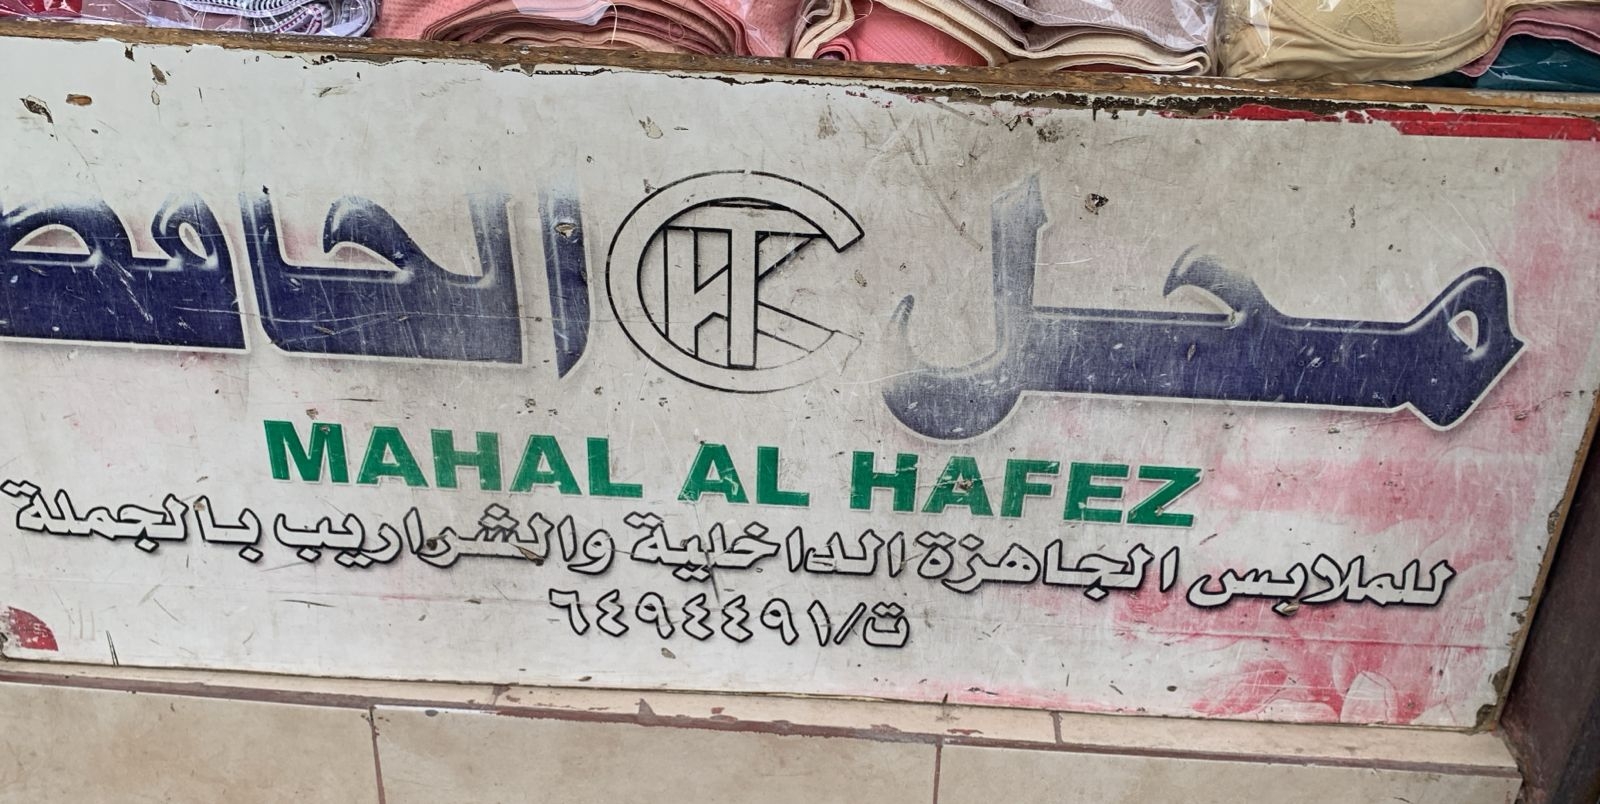 محل الحافظ
MAHAL AL HAFEZ
للملابس الجاهزة الداخلية والشراريب بالجملة
ت/٦٤٩٤٤٩١